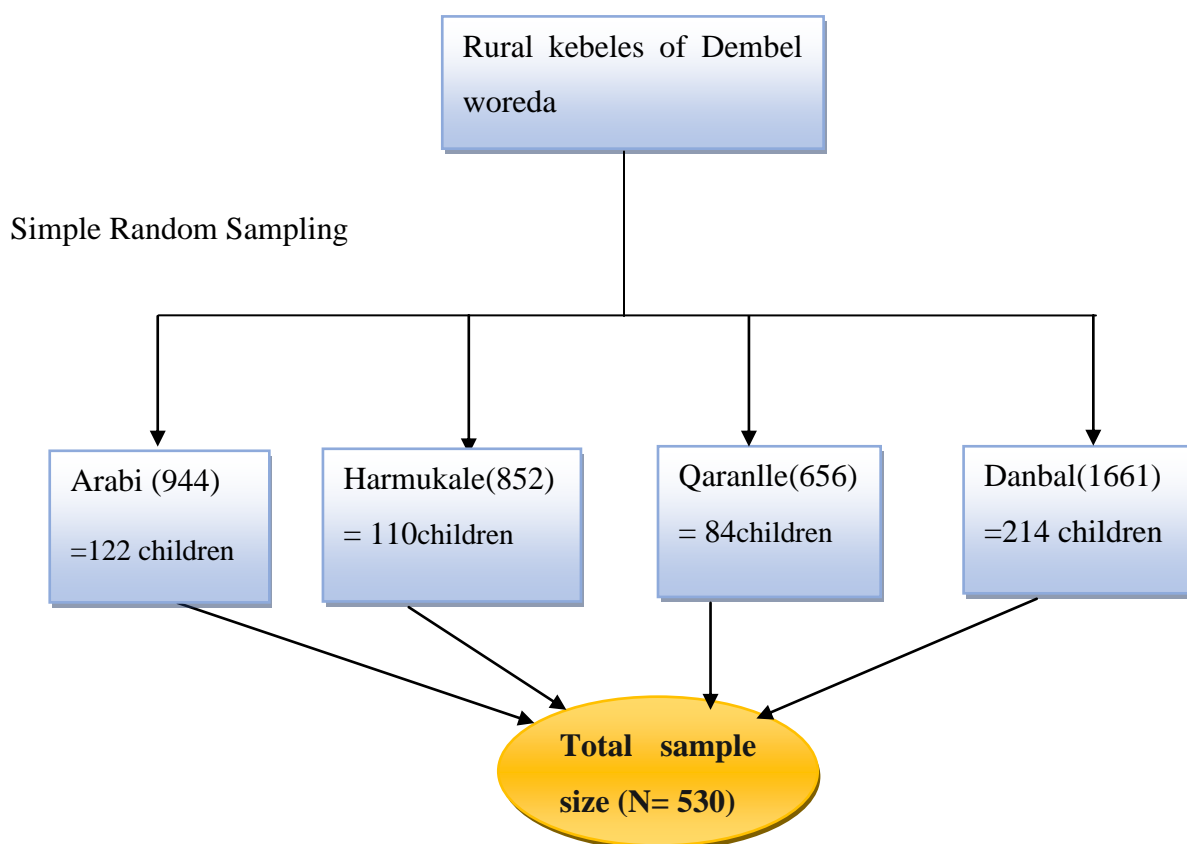 Rural kebeles of Dembel
woreda
Simple Random Sampling
Arabi (944)
=122 children
Harmukale(852)
= 110children
Qaranlle(656)
= 84children
Danbal(1661)
=214 children
Total sample
size (N= 530)